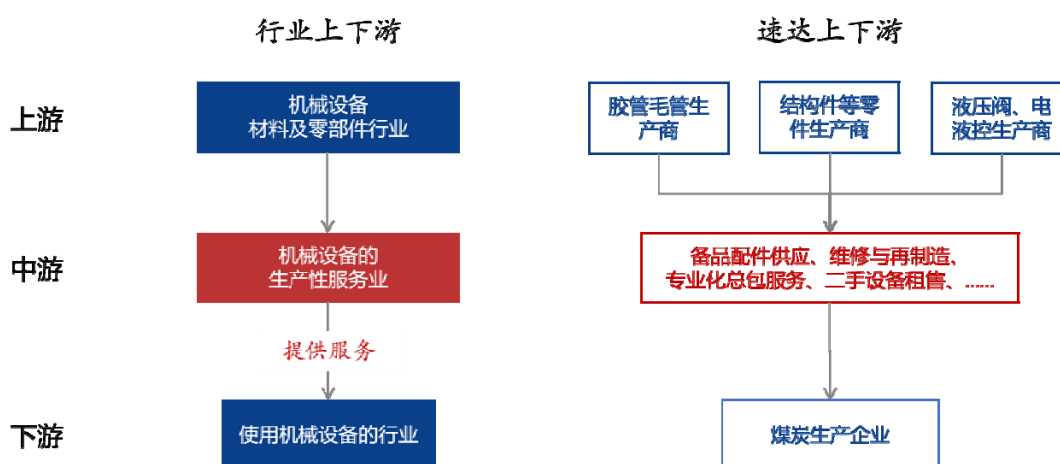 行业上下游
速达上下游
上游
机械设备
材料及零部件行业
胶管毛管生
产商
结构件等零
件生产商
液压阀、电
液控生产商
中游
机械设备的
生产性服务业
备品配件供应、维修与再制造、
专业化总包服务、二手设备租售、......
提供服务
下游
使用机械设备的行业
煤炭生产企业